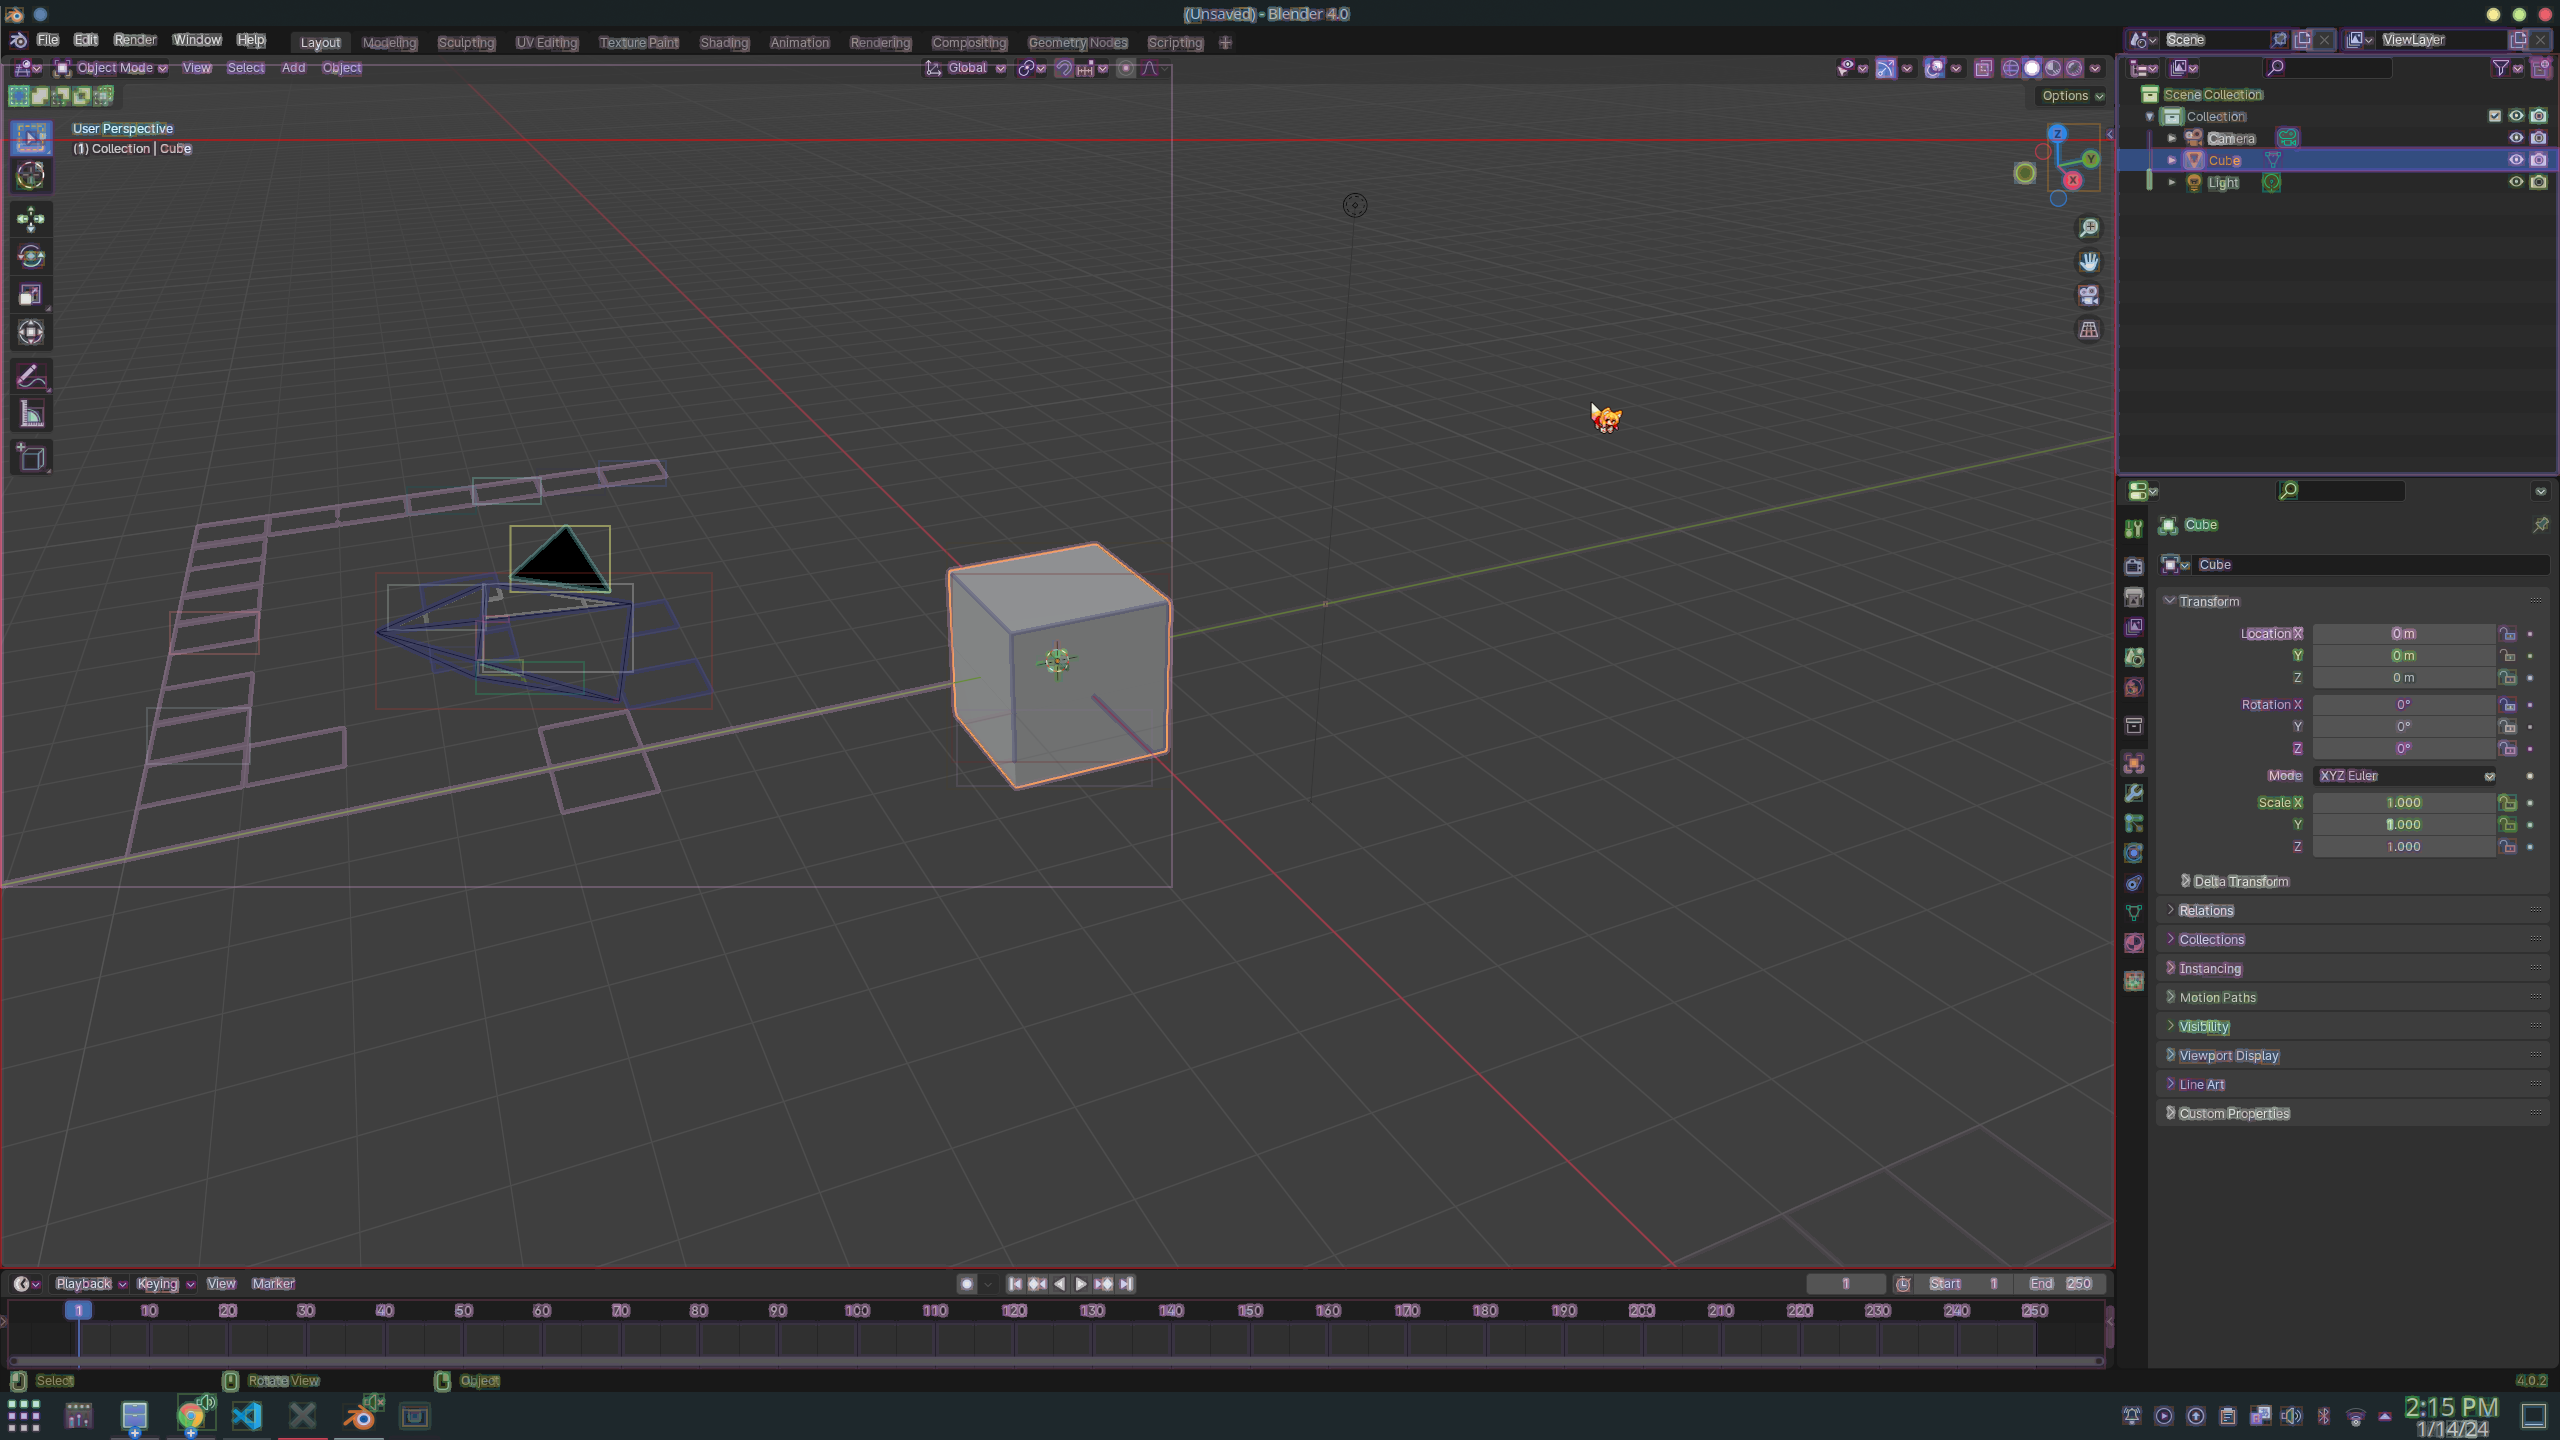 (Unsaved) - Blender 4.0
File Edit Render Window Help Layout Modeling Sculpting UV Editing Texture Paint Shading Animation Rendering Compositing Geometry Nodes Scripting + Scene ViewLayer
Object Mode View Select Add Object Global
Options
User Perspective
(1) Collection | Cube
Z
Y
X
Scene Collection
Collection
Camera
Cube
Light
Cube
Cube
Transform
Location X 0 m
Y 0 m
Z 0 m
Rotation X 0°
Y 0°
Z 0°
Mode XYZ Euler
Scale X 1.000
Y 1.000
Z 1.000
Delta Transform
Relations
Collections
Instancing
Motion Paths
Visibility
Viewport Display
Line Art
Custom Properties
Playback Keying View Marker 1 Start 1 End 250
1 10 20 30 40 50 60 70 80 90 100 110 120 130 140 150 160 170 180 190 200 210 220 230 240 250
Select Rotate View Object 4.0.2
2:15 PM
1/14/24